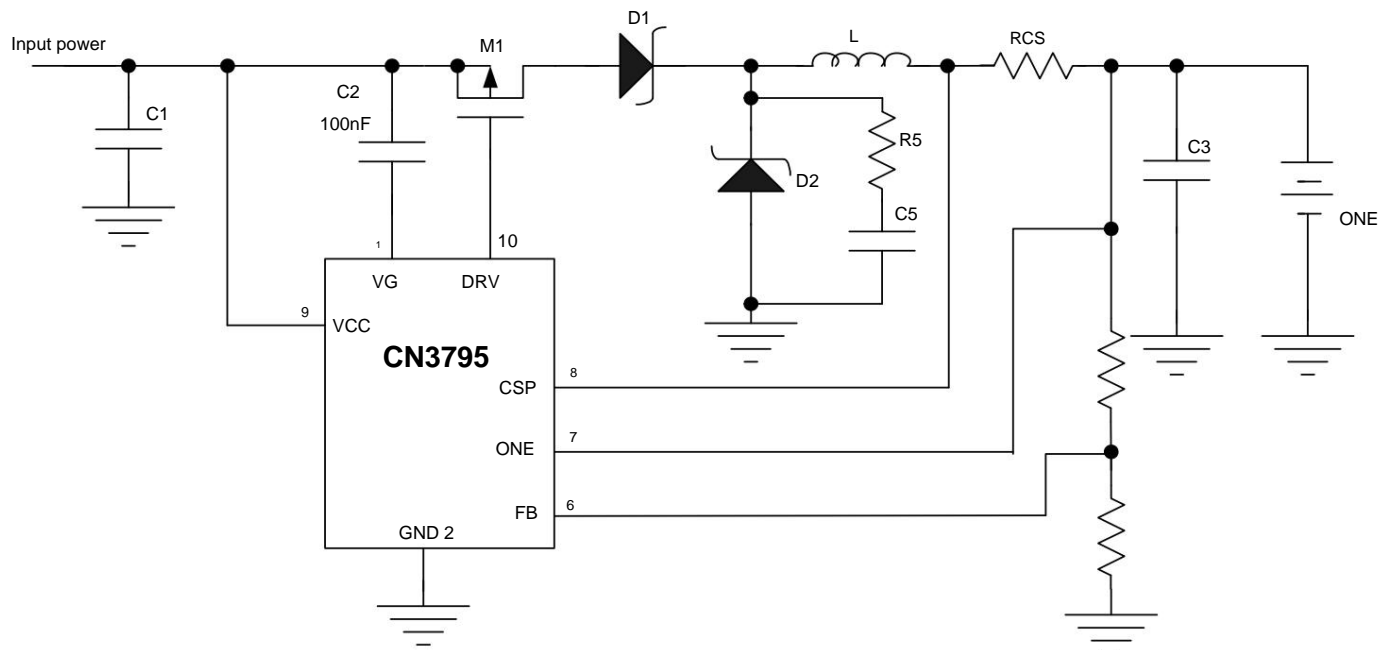 D1
Input power
M1
L
RCS
C2
C1
100nF
R5
C3
D2
C5
ONE
1
10
VG
DRV
9
VCC
CN3795
8
CSP
7
ONE
6
FB
GND 2